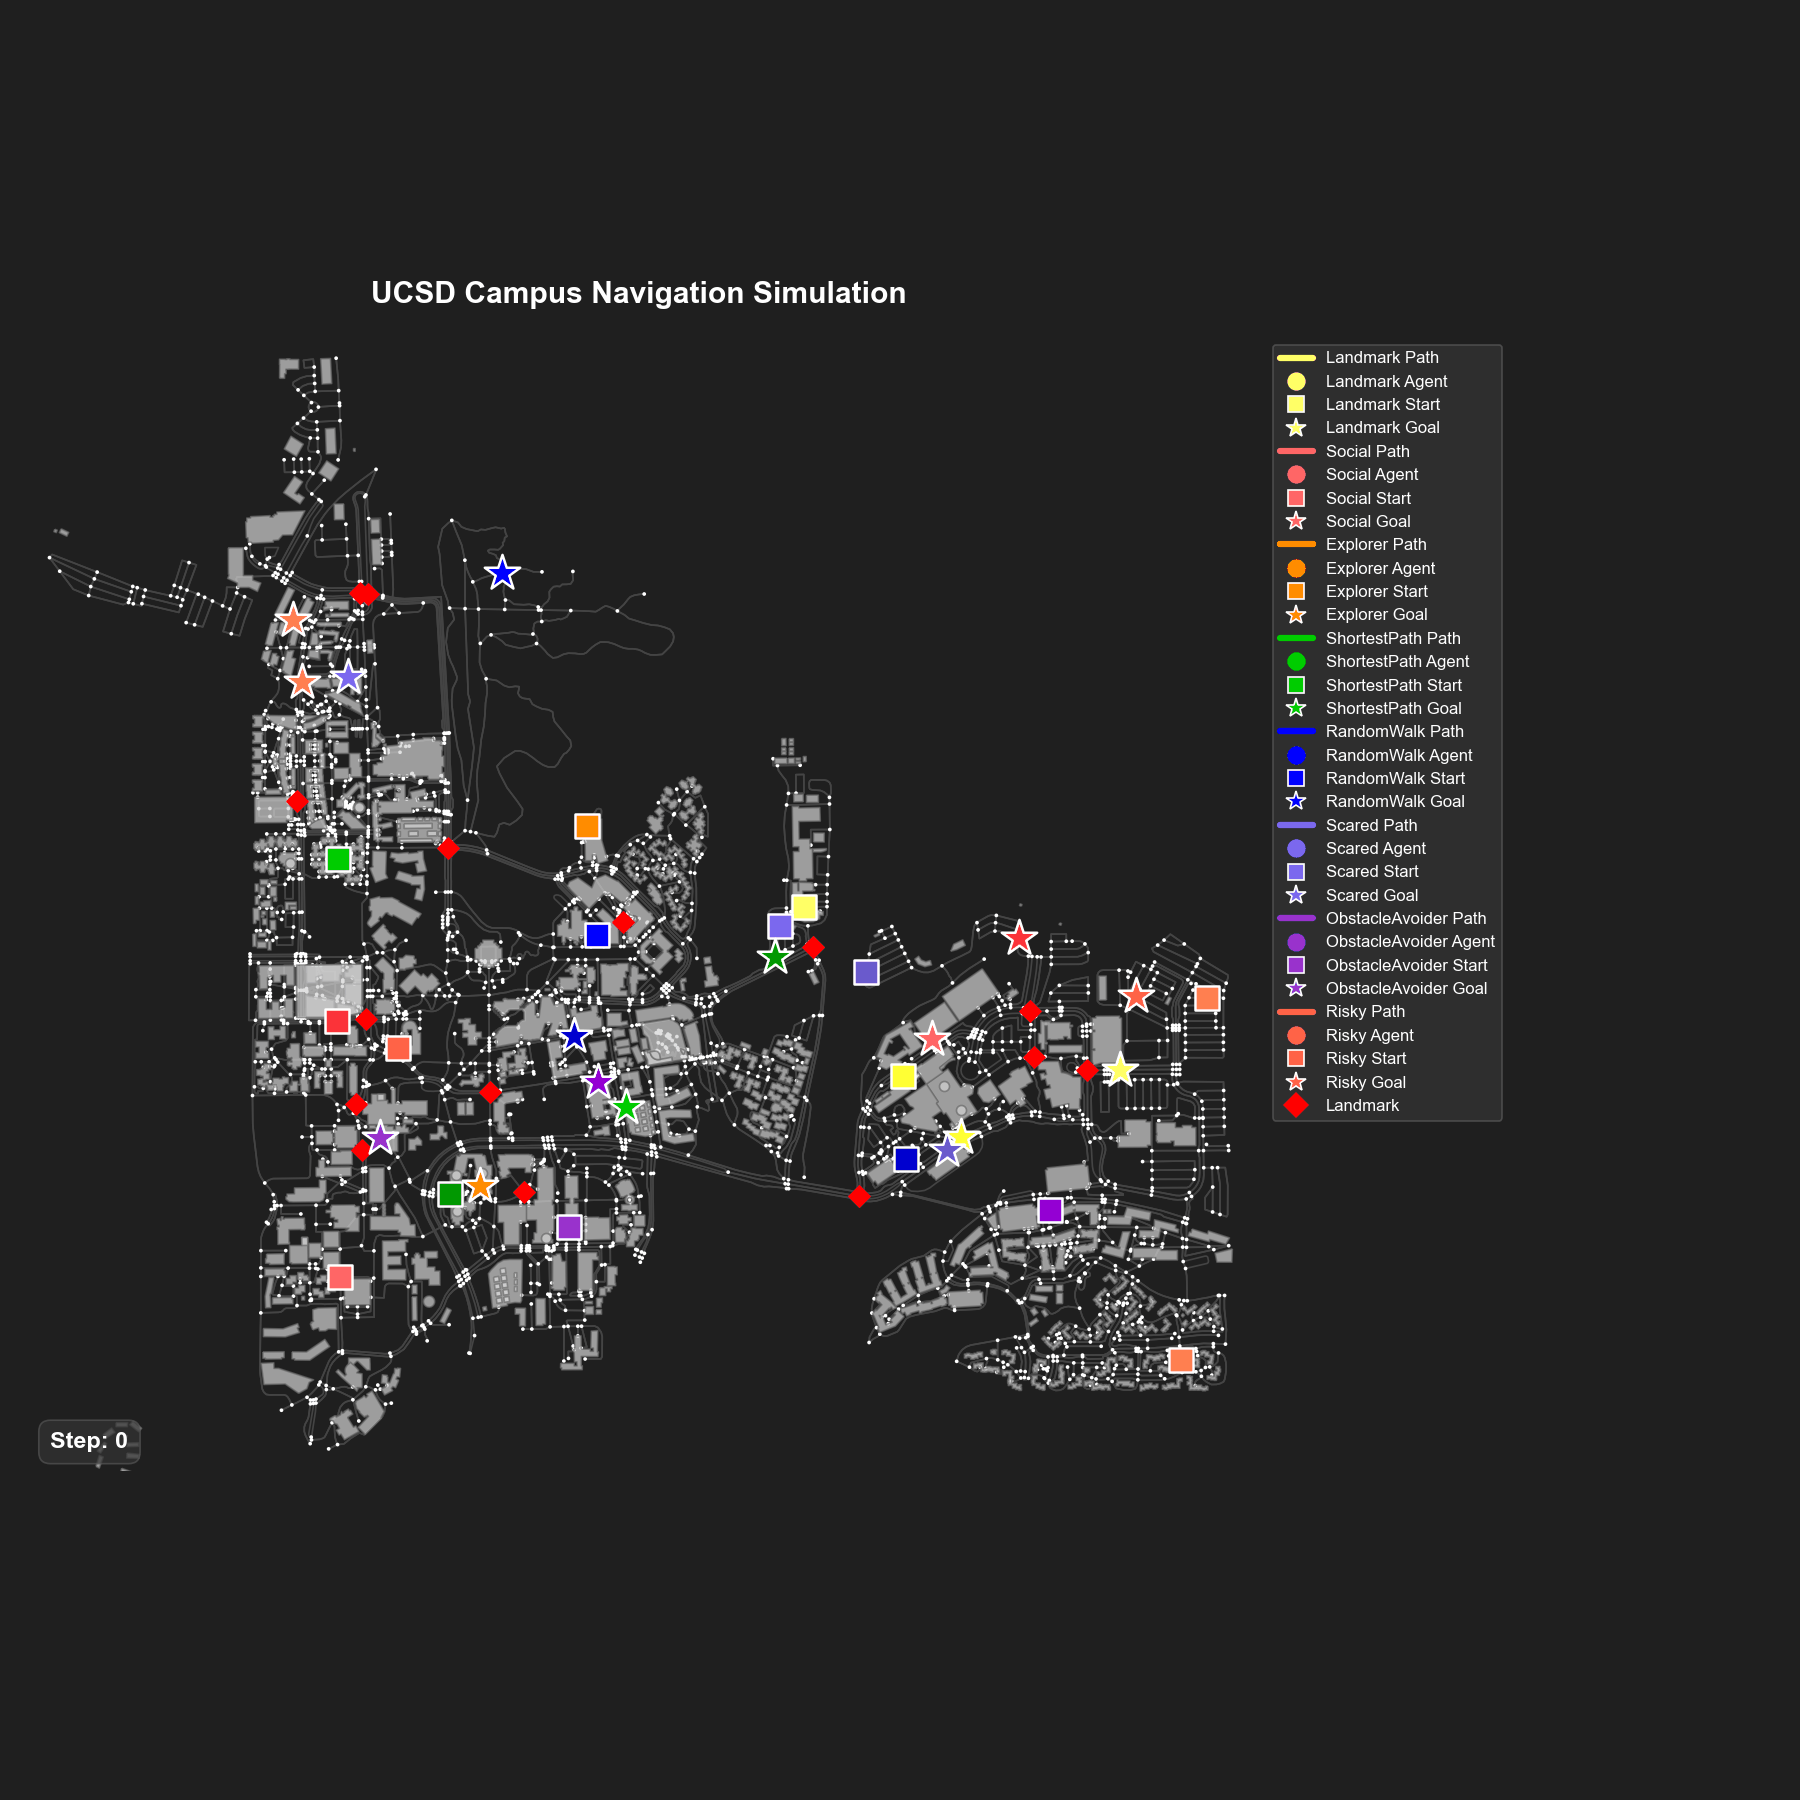 UCSD Campus Navigation Simulation
Landmark Path
Landmark Agent
Landmark Start
Landmark Goal
Social Path
Social Agent
Social Start
Social Goal
Explorer Path
Explorer Agent
Explorer Start
Explorer Goal
ShortestPath Path
ShortestPath Agent
ShortestPath Start
ShortestPath Goal
RandomWalk Path
RandomWalk Agent
RandomWalk Start
RandomWalk Goal
Scared Path
Scared Agent
Scared Start
Scared Goal
ObstacleAvoider Path
ObstacleAvoider Agent
ObstacleAvoider Start
ObstacleAvoider Goal
Risky Path
Risky Agent
Risky Start
Risky Goal
Landmark
Step: 0